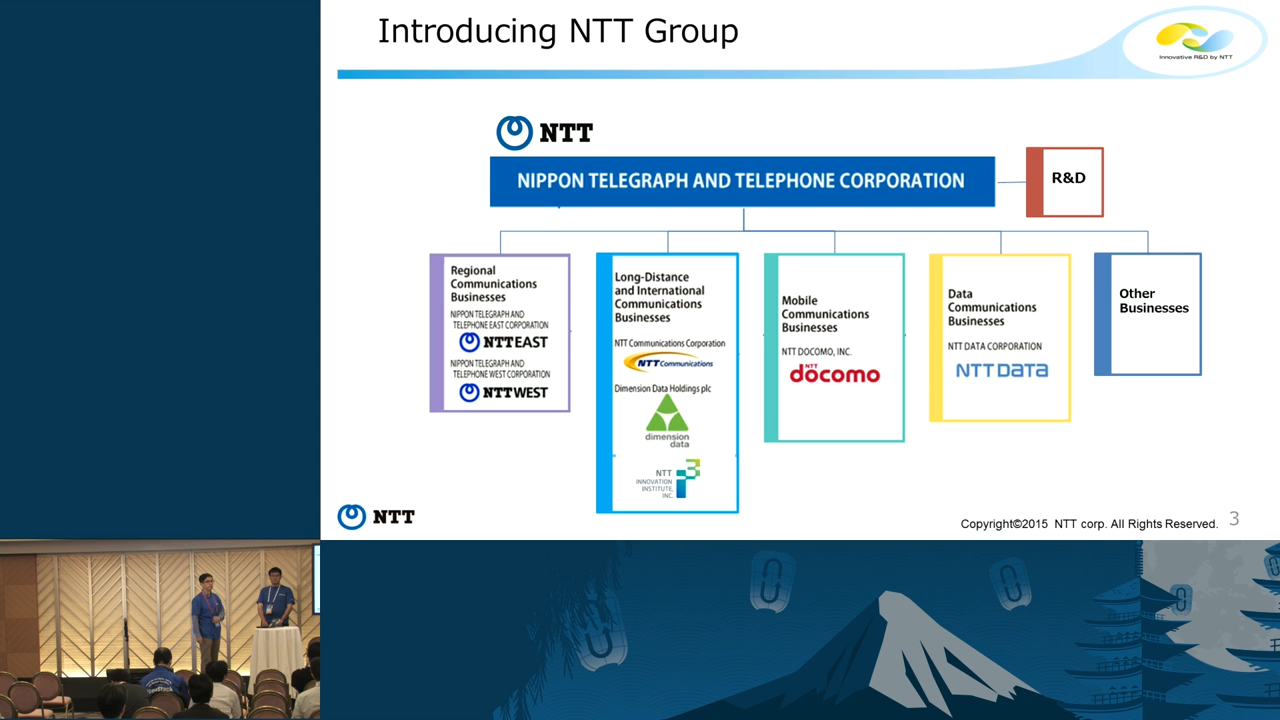 Introducing NTT Group
Innovative R&D by NTT
NTT
NIPPON TELEGRAPH AND TELEPHONE CORPORATION
R&D
Regional
Communications
Businesses
NIPPON TELEGRAPH AND
TELEPHONE EAST CORPORATION
NTT EAST
NIPPON TELEGRAPH AND
TELEPHONE WEST CORPORATION
NTT WEST
Long-Distance
and International
Communications
Businesses
NTT Communications Corporation
NTT Communications
Dimension Data Holdings plc
dimension
data
NTT
INNOVATION
INSTITUTE,
INC.
i3
Mobile
Communications
Businesses
NTT DOCOMO, INC.
NTT
docomo
Data
Communications
Businesses
NTT DATA CORPORATION
NTT DATA
Other
Businesses
NTT
Copyright©2015 NTT corp. All Rights Reserved.
3